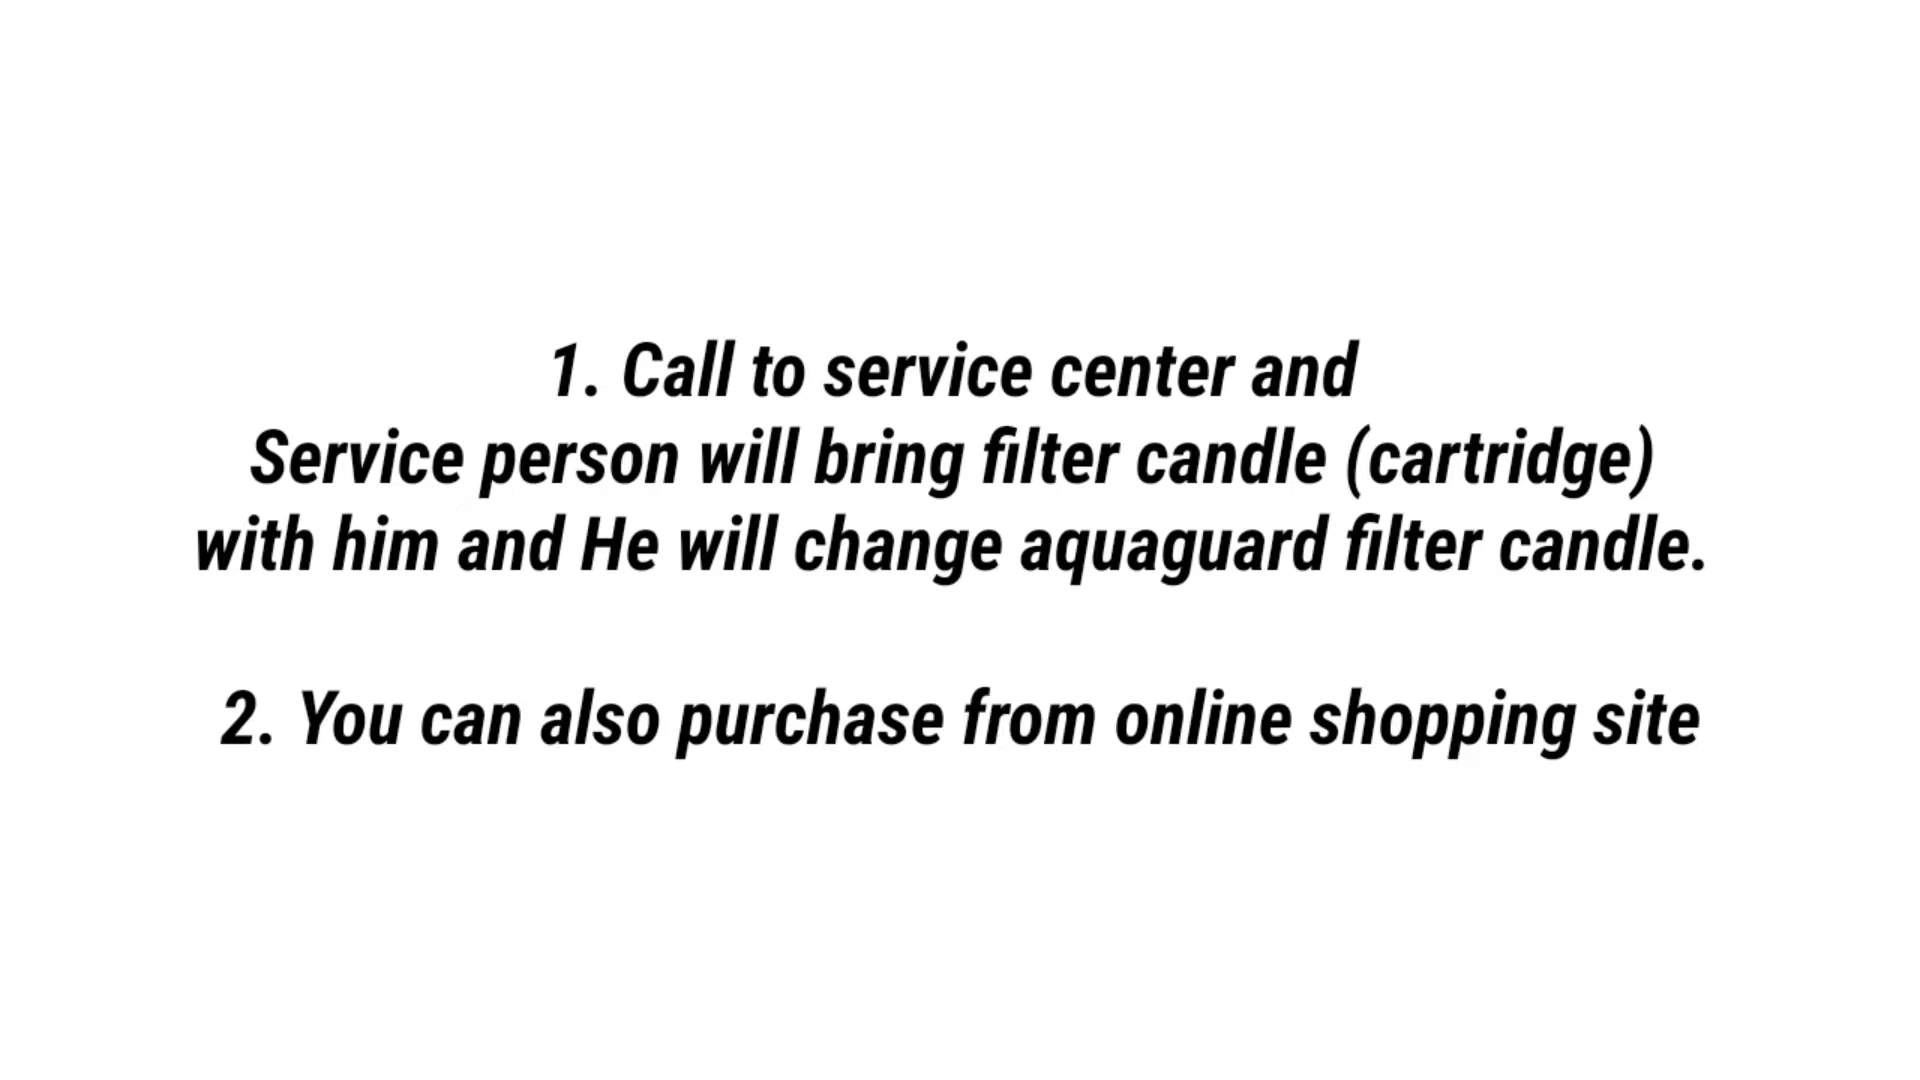 1. Call to service center and
Service person will bring filter candle (cartridge)
with him and He will change aquaguard filter candle.
2. You can also purchase from online shopping site